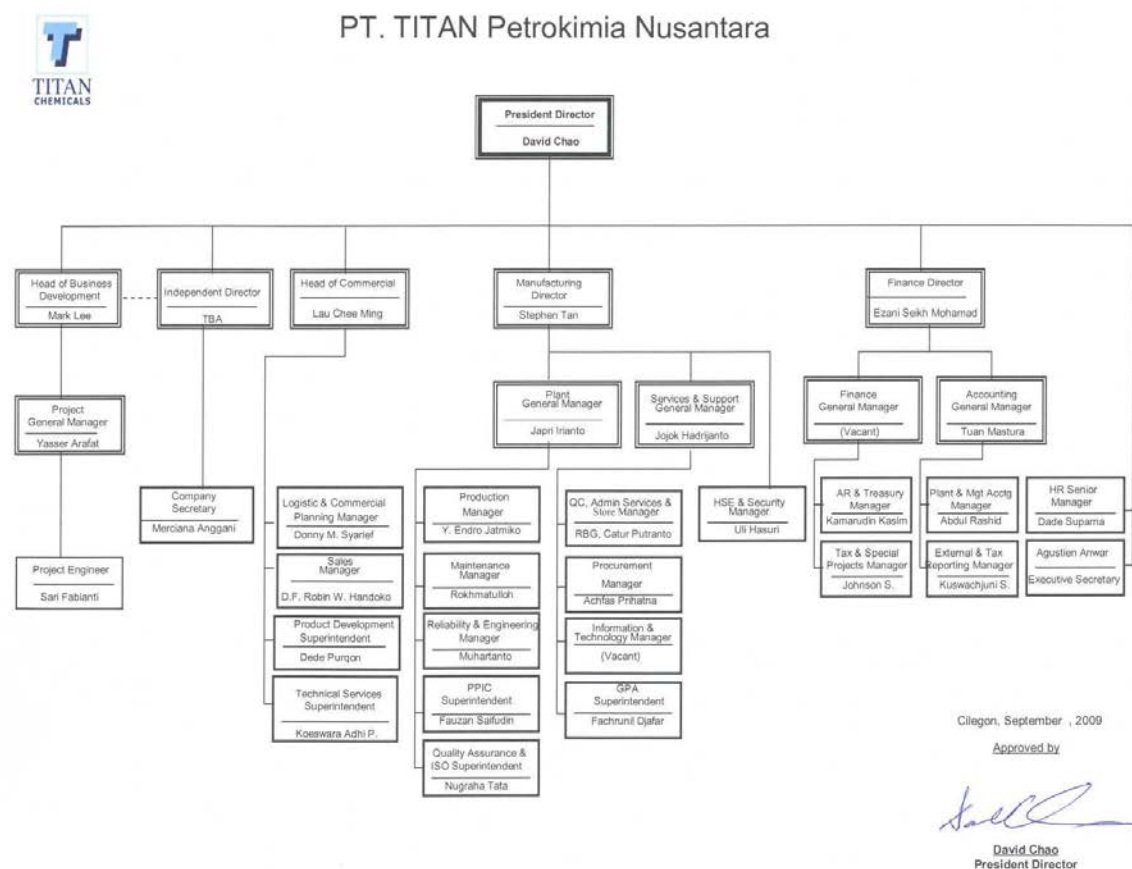 PT. TITAN Petrokimia Nusantara
TITAN
CHEMICALS
President Director
David Chao
Head of Business
Development
Mark Lee
Independent Director
TBA
Head of Commercial
Lau Chee Ming
Manufacturing
Director
Stephen Tan
Finance Director
Ezani Seikh Mohamad
Project
General Manager
Yasser Arafat
Plant
General Manager
Japri Irianto
Services & Support
General Manager
Jojok Hadrijanto
Finance
General Manager
(Vacant)
Accounting
General Manager
Tuan Mastura
Company
Secretary
Merciana Anggani
Project Engineer
Sari Fabianti
Logistic & Commercial
Planning Manager
Donny M. Syarief
Sales
Manager
D.F. Robin W. Handoko
Product Development
Superintendent
Dede Purqon
Technical Services
Superintendent
Koeswara Adhi P.
Production
Manager
Y. Endro Jatmiko
Maintenance
Manager
Rokhmatulloh
Reliability & Engineering
Manager
Muhartanto
PPIC
Superintendent
Fauzan Saifudin
Quality Assurance &
ISO Superintendent
Nugraha Tata
QC, Admin Services &
Store Manager
RBG, Catur Putranto
Procurement
Manager
Achfas Prihatna
Information &
Technology Manager
(Vacant)
GPA
Superintendent
Fachrunil Djafar
HSE & Security
Manager
Uli Hasuri
AR & Treasury
Manager
Kamarudin Kasim
Tax & Special
Projects Manager
Johnson S.
Plant & Mgt Acctg
Manager
Abdul Rashid
External & Tax
Reporting Manager
Kuswachjuni S.
HR Senior
Manager
Dade Suparna
Agustien Anwar
Executive Secretary
Cilegon, September , 2009
Approved by
David Chao
President Director